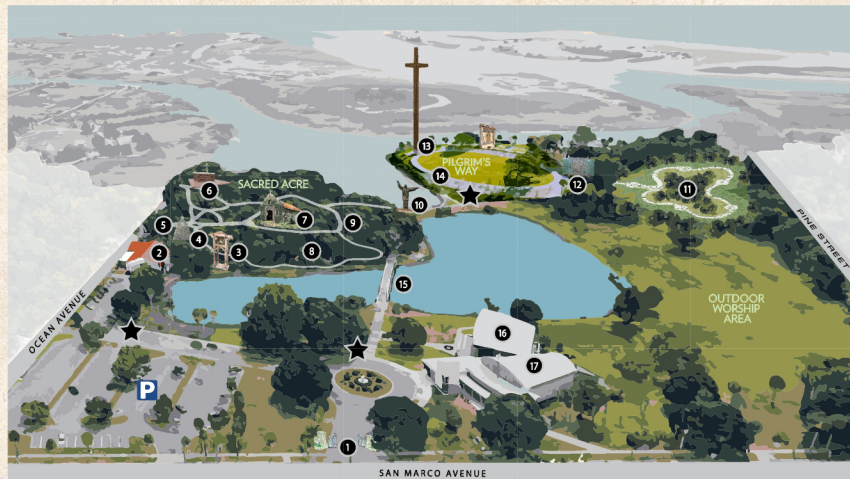 13
PILGRIM'S
WAY
14
12
SACRED ACRE
6
11
10
7
9
5
4
2
3
8
PINE STREET
15
OCEAN AVENUE
OUTDOOR
WORSHIP
AREA
16
17
P
1
SAN MARCO AVENUE